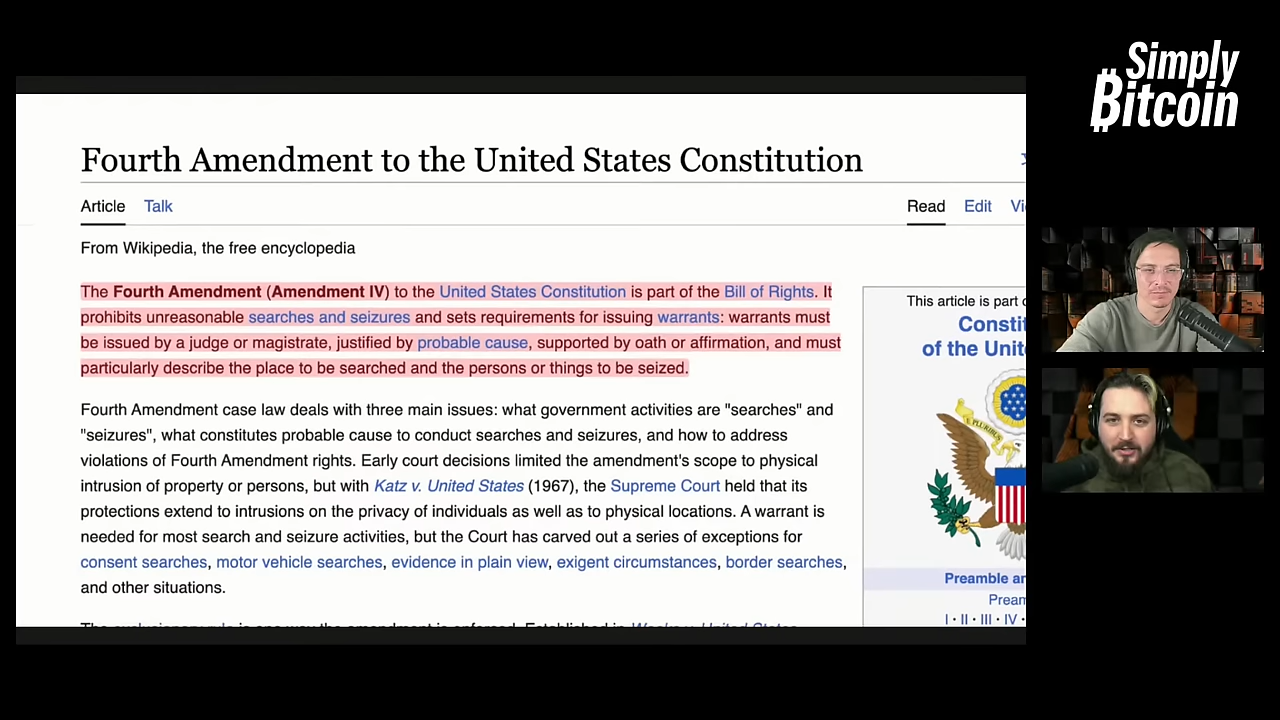 Simply
Bitcoin
Fourth Amendment to the United States Constitution
Article Talk
Read Edit
From Wikipedia, the free encyclopedia
The Fourth Amendment (Amendment IV) to the United States Constitution is part of the Bill of Rights. It
prohibits unreasonable searches and seizures and sets requirements for issuing warrants: warrants must
be issued by a judge or magistrate, justified by probable cause, supported by oath or affirmation, and must
particularly describe the place to be searched and the persons or things to be seized.
Fourth Amendment case law deals with three main issues: what government activities are "searches" and
"seizures", what constitutes probable cause to conduct searches and seizures, and how to address
violations of Fourth Amendment rights. Early court decisions limited the amendment's scope to physical
intrusion of property or persons, but with Katz v. United States (1967), the Supreme Court held that its
protections extend to intrusions on the privacy of individuals as well as to physical locations. A warrant is
needed for most search and seizure activities, but the Court has carved out a series of exceptions for
consent searches, motor vehicle searches, evidence in plain view, exigent circumstances, border searches,
and other situations.
This article is part o
Constit
of the Unit
Preamble an
Pream
I · II · III · IV ·